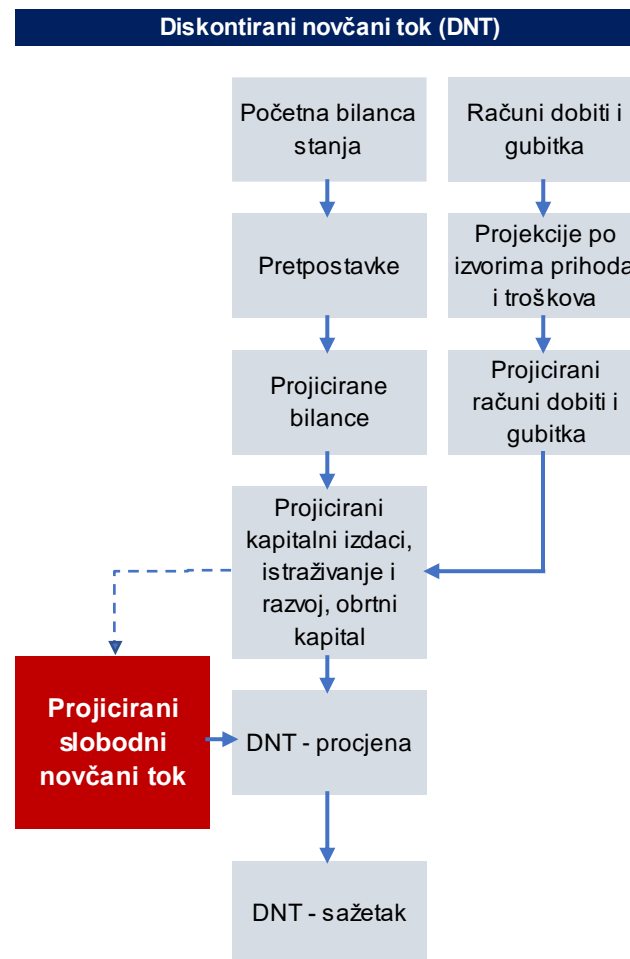 Diskontirani novčani tok (DNT)
Početna bilanca
stanja
Računi dobiti i
gubitka
Pretpostavke
Projekcije po
izvorima prihoda
i troškova
Projicirane
bilance
Projicirani
računi dobiti i
gubitka
Projicirani
kapitalni izdaci,
istraživanje i
razvoj, obrtni
kapital
Projicirani
slobodni
novčani tok
DNT - procjena
DNT - sažetak